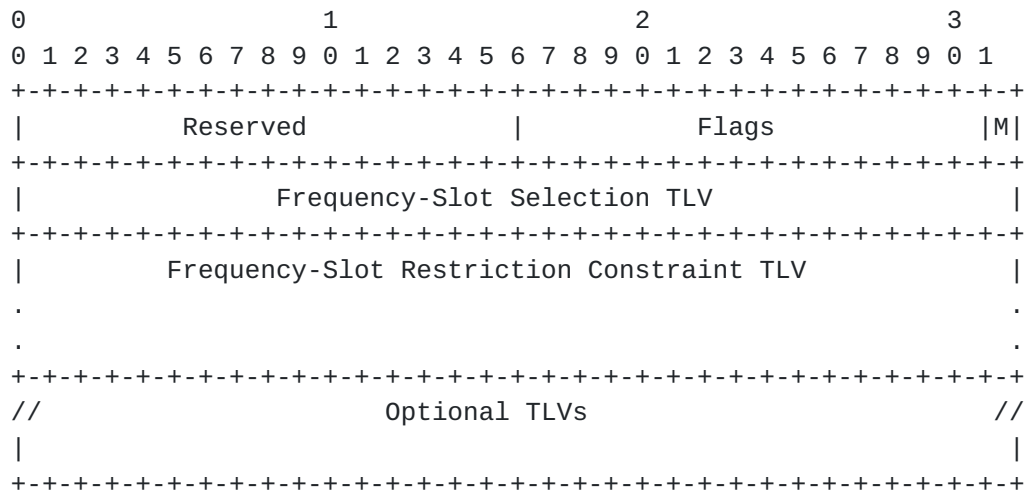 0                   1                   2                   3
0 1 2 3 4 5 6 7 8 9 0 1 2 3 4 5 6 7 8 9 0 1 2 3 4 5 6 7 8 9 0 1
+-+-+-+-+-+-+-+-+-+-+-+-+-+-+-+-+-+-+-+-+-+-+-+-+-+-+-+-+-+-+-+-+
|          Reserved             |           Flags             |M|
+-+-+-+-+-+-+-+-+-+-+-+-+-+-+-+-+-+-+-+-+-+-+-+-+-+-+-+-+-+-+-+-+
|                Frequency-Slot Selection TLV                   |
+-+-+-+-+-+-+-+-+-+-+-+-+-+-+-+-+-+-+-+-+-+-+-+-+-+-+-+-+-+-+-+-+
|         Frequency-Slot Restriction Constraint TLV             |
.                                                               .
.                                                               .
+-+-+-+-+-+-+-+-+-+-+-+-+-+-+-+-+-+-+-+-+-+-+-+-+-+-+-+-+-+-+-+-+
//                      Optional TLVs                          //
|                                                               |
+-+-+-+-+-+-+-+-+-+-+-+-+-+-+-+-+-+-+-+-+-+-+-+-+-+-+-+-+-+-+-+-+